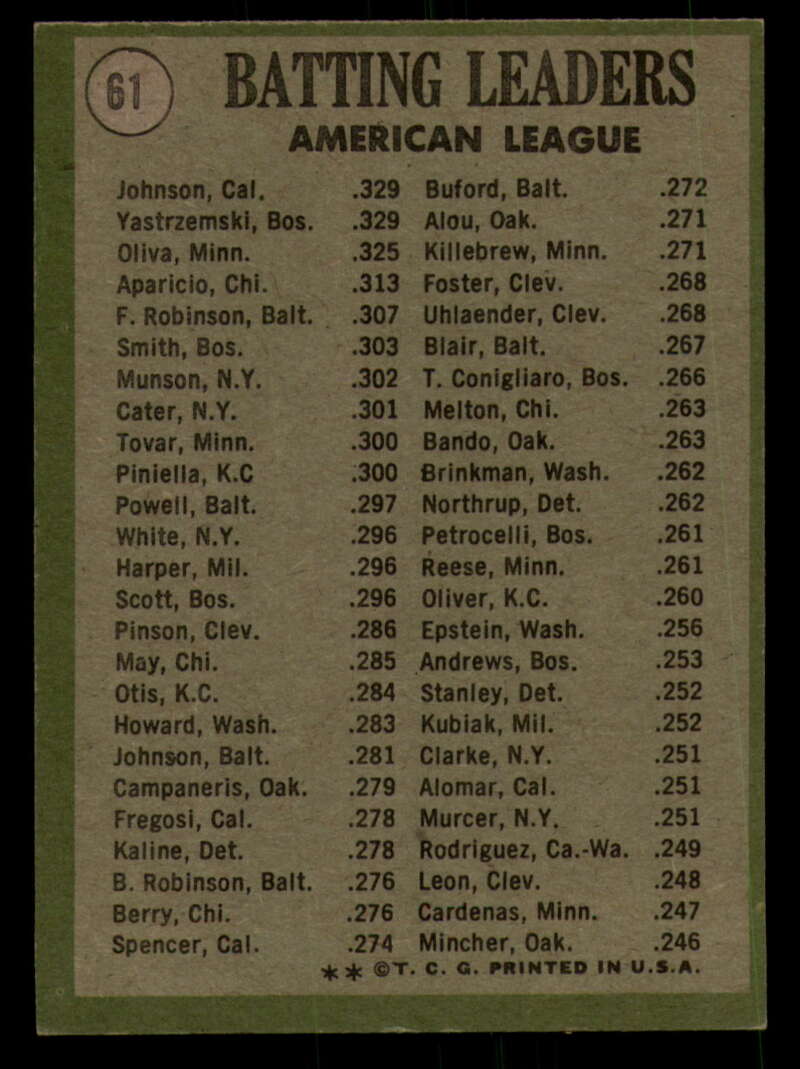 61
BATTING LEADERS
AMERICAN LEAGUE
Johnson, Cal. .329 Buford, Balt. .272
Yastrzemski, Bos. .329 Alou, Oak. .271
Oliva, Minn. .325 Killebrew, Minn. .271
Aparicio, Chi. .313 Foster, Clev. .268
F. Robinson, Balt. .307 Uhlaender, Clev. .268
Smith, Bos. .303 Blair, Balt. .267
Munson, N.Y. .302 T. Conigliaro, Bos. .266
Cater, N.Y. .301 Melton, Chi. .263
Tovar, Minn. .300 Bando, Oak. .263
Piniella, K.C .300 Brinkman, Wash. .262
Powell, Balt. .297 Northrup, Det. .262
White, N.Y. .296 Petrocelli, Bos. .261
Harper, Mil. .296 Reese, Minn. .261
Scott, Bos. .296 Oliver, K.C. .260
Pinson, Clev. .286 Epstein, Wash. .256
May, Chi. .285 Andrews, Bos. .253
Otis, K.C. .284 Stanley, Det. .252
Howard, Wash. .283 Kubiak, Mil. .252
Johnson, Balt. .281 Clarke, N.Y. .251
Campaneris, Oak. .279 Alomar, Cal. .251
Fregosi, Cal. .278 Murcer, N.Y. .251
Kaline, Det. .278 Rodriguez, Ca.-Wa. .249
B. Robinson, Balt. .276 Leon, Clev. .248
Berry, Chi. .276 Cardenas, Minn. .247
Spencer, Cal. .274 Mincher, Oak. .246
** ©T. C. G. PRINTED IN U.S.A.